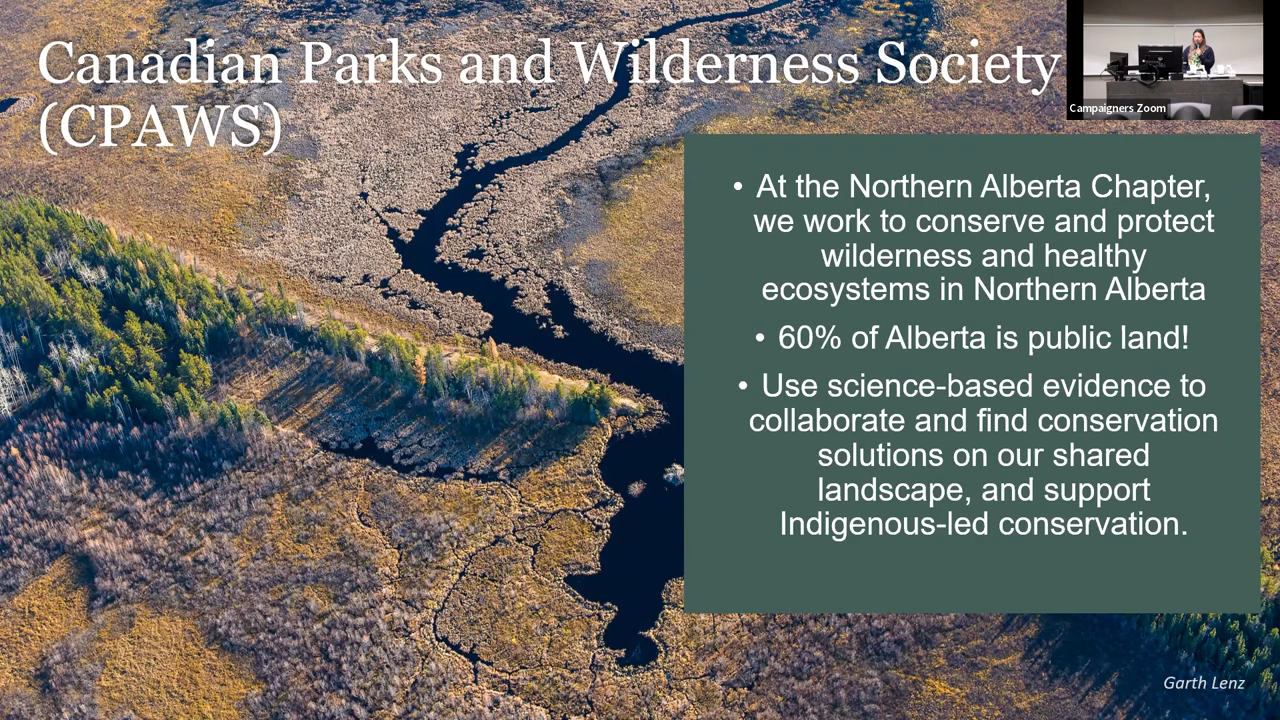 Canadian Parks and Wilderness Society
(CPAWS)
Campaigners Zoom
• At the Northern Alberta Chapter,
we work to conserve and protect
wilderness and healthy
ecosystems in Northern Alberta
• 60% of Alberta is public land!
• Use science-based evidence to
collaborate and find conservation
solutions on our shared
landscape, and support
Indigenous-led conservation.
Garth Lenz